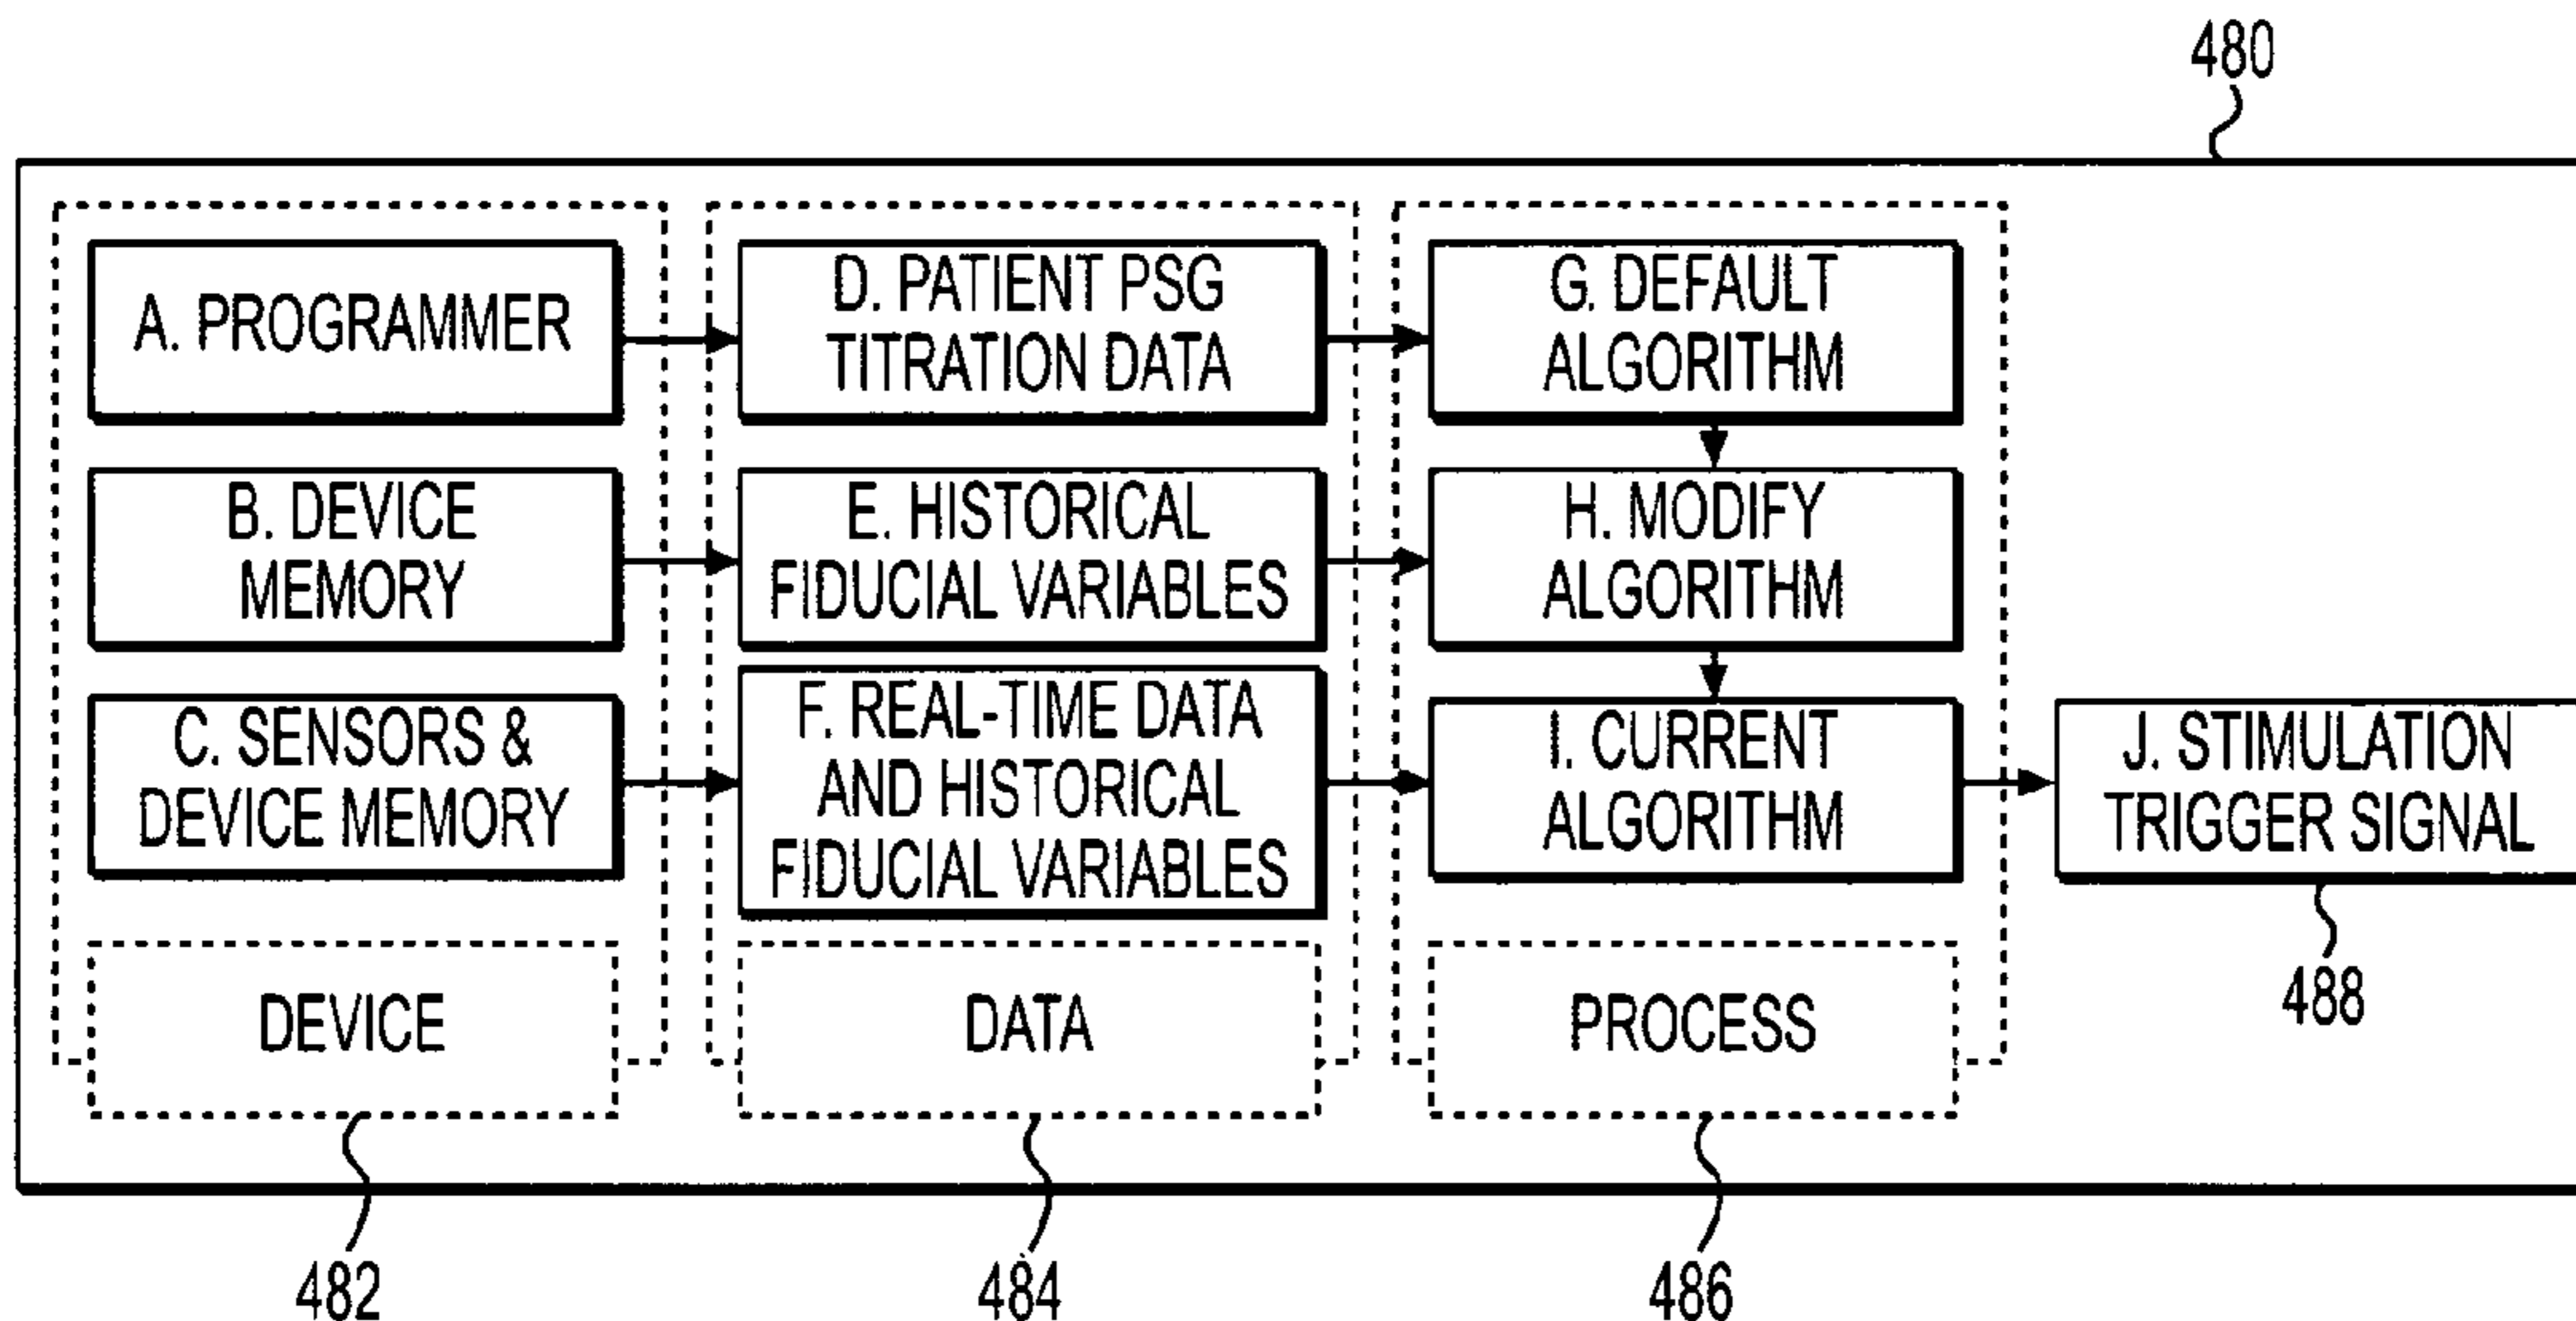 480
A. PROGRAMMER
D. PATIENT PSG
TITRATION DATA
G. DEFAULT
ALGORITHM
B. DEVICE
MEMORY
E. HISTORICAL
FIDUCIAL VARIABLES
H. MODIFY
ALGORITHM
C. SENSORS &
DEVICE MEMORY
F. REAL-TIME DATA
AND HISTORICAL
FIDUCIAL VARIABLES
I. CURRENT
ALGORITHM
J. STIMULATION
TRIGGER SIGNAL
DEVICE
DATA
PROCESS
488
482
484
486